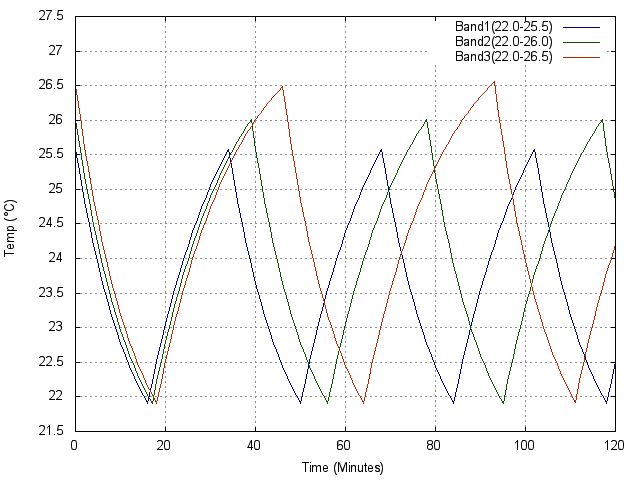 27.5
27
26.5
26
25.5
25
24.5
24
23.5
23
22.5
22
21.5
Temp (°C)
Band1(22.0-25.5)
Band2(22.0-26.0)
Band3(22.0-26.5)
0 20 40 60 80 100 120
Time (Minutes)